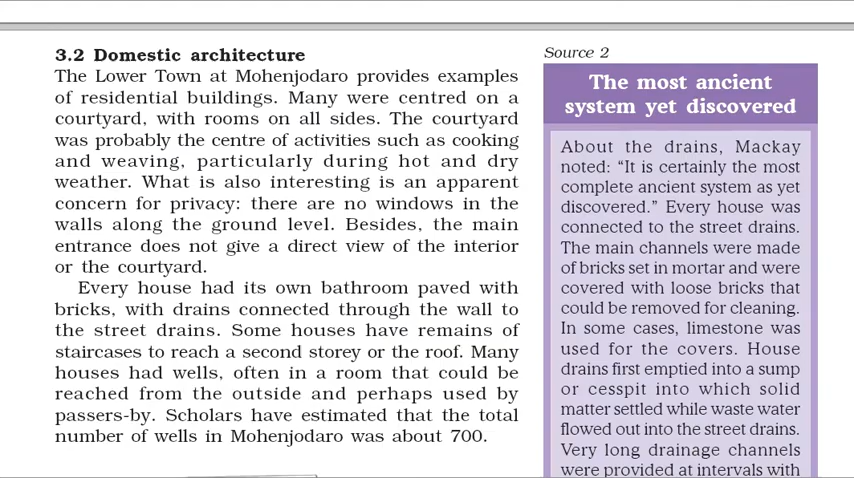 3.2 Domestic architecture
The Lower Town at Mohenjodaro provides examples
of residential buildings. Many were centred on a
courtyard, with rooms on all sides. The courtyard
was probably the centre of activities such as cooking
and weaving, particularly during hot and dry
weather. What is also interesting is an apparent
concern for privacy: there are no windows in the
walls along the ground level. Besides, the main
entrance does not give a direct view of the interior
or the courtyard.
Every house had its own bathroom paved with
bricks, with drains connected through the wall to
the street drains. Some houses have remains of
staircases to reach a second storey or the roof. Many
houses had wells, often in a room that could be
reached from the outside and perhaps used by
passers-by. Scholars have estimated that the total
number of wells in Mohenjodaro was about 700.
Source 2
The most ancient
system yet discovered
About the drains, Mackay
noted: “It is certainly the most
complete ancient system as yet
discovered.” Every house was
connected to the street drains.
The main channels were made
of bricks set in mortar and were
covered with loose bricks that
could be removed for cleaning.
In some cases, limestone was
used for the covers. House
drains first emptied into a sump
or cesspit into which solid
matter settled while waste water
flowed out into the street drains.
Very long drainage channels
were provided at intervals with